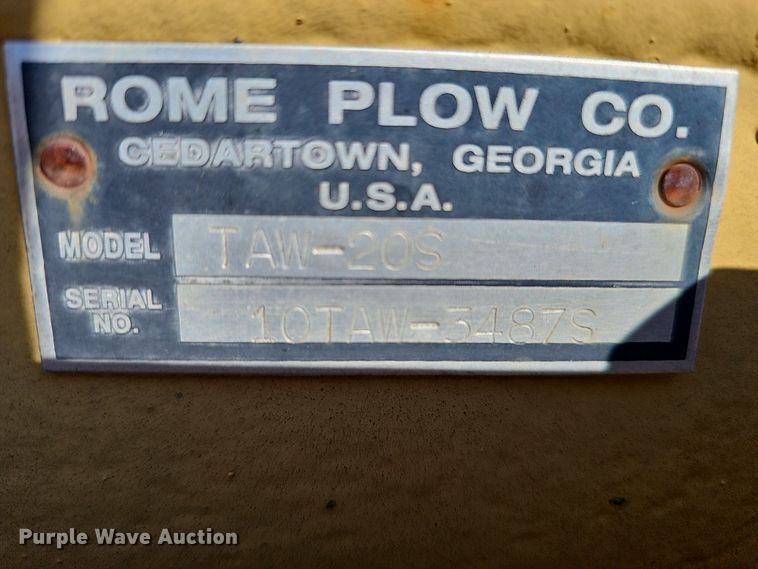 ROME PLOW CO.
CEDARTOWN, GEORGIA
U.S.A.
MODEL TAW-20S
SERIAL NO. 10TAW-3487S
Purple Wave Auction